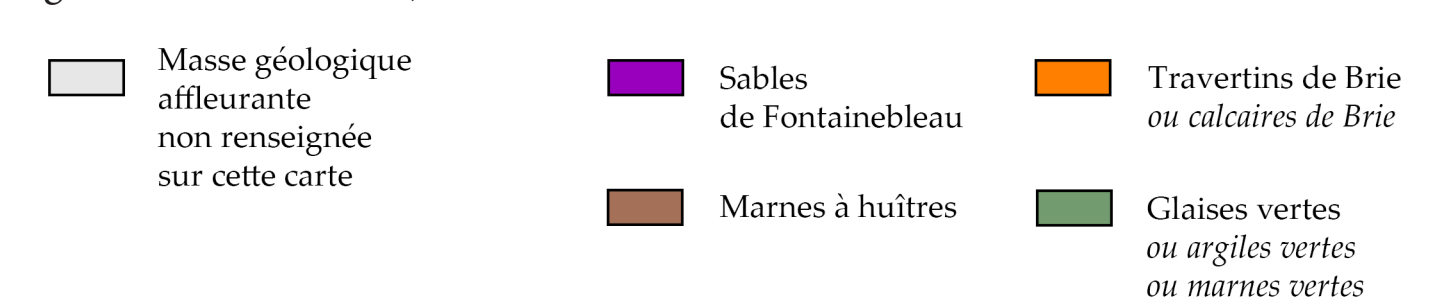 Masse géologique
affleurante
non renseignée
sur cette carte
Sables
de Fontainebleau
Marnes à huîtres
Travertins de Brie
ou calcaires de Brie
Glaises vertes
ou argiles vertes
ou marnes vertes